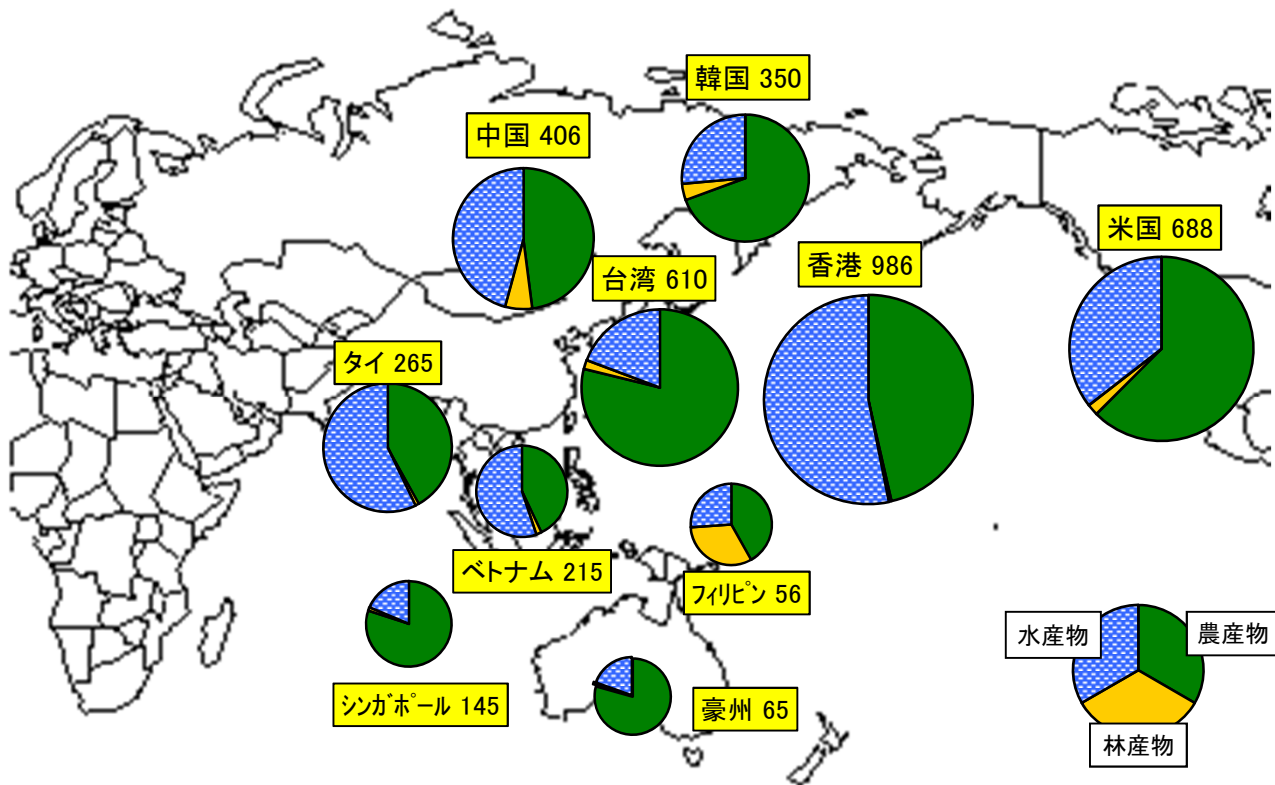 韓国 350
中国 406
米国 688
台湾 610
香港 986
タイ 265
ベトナム 215
フィリピン 56
シンガポール 145
豪州 65
水産物
農産物
林産物